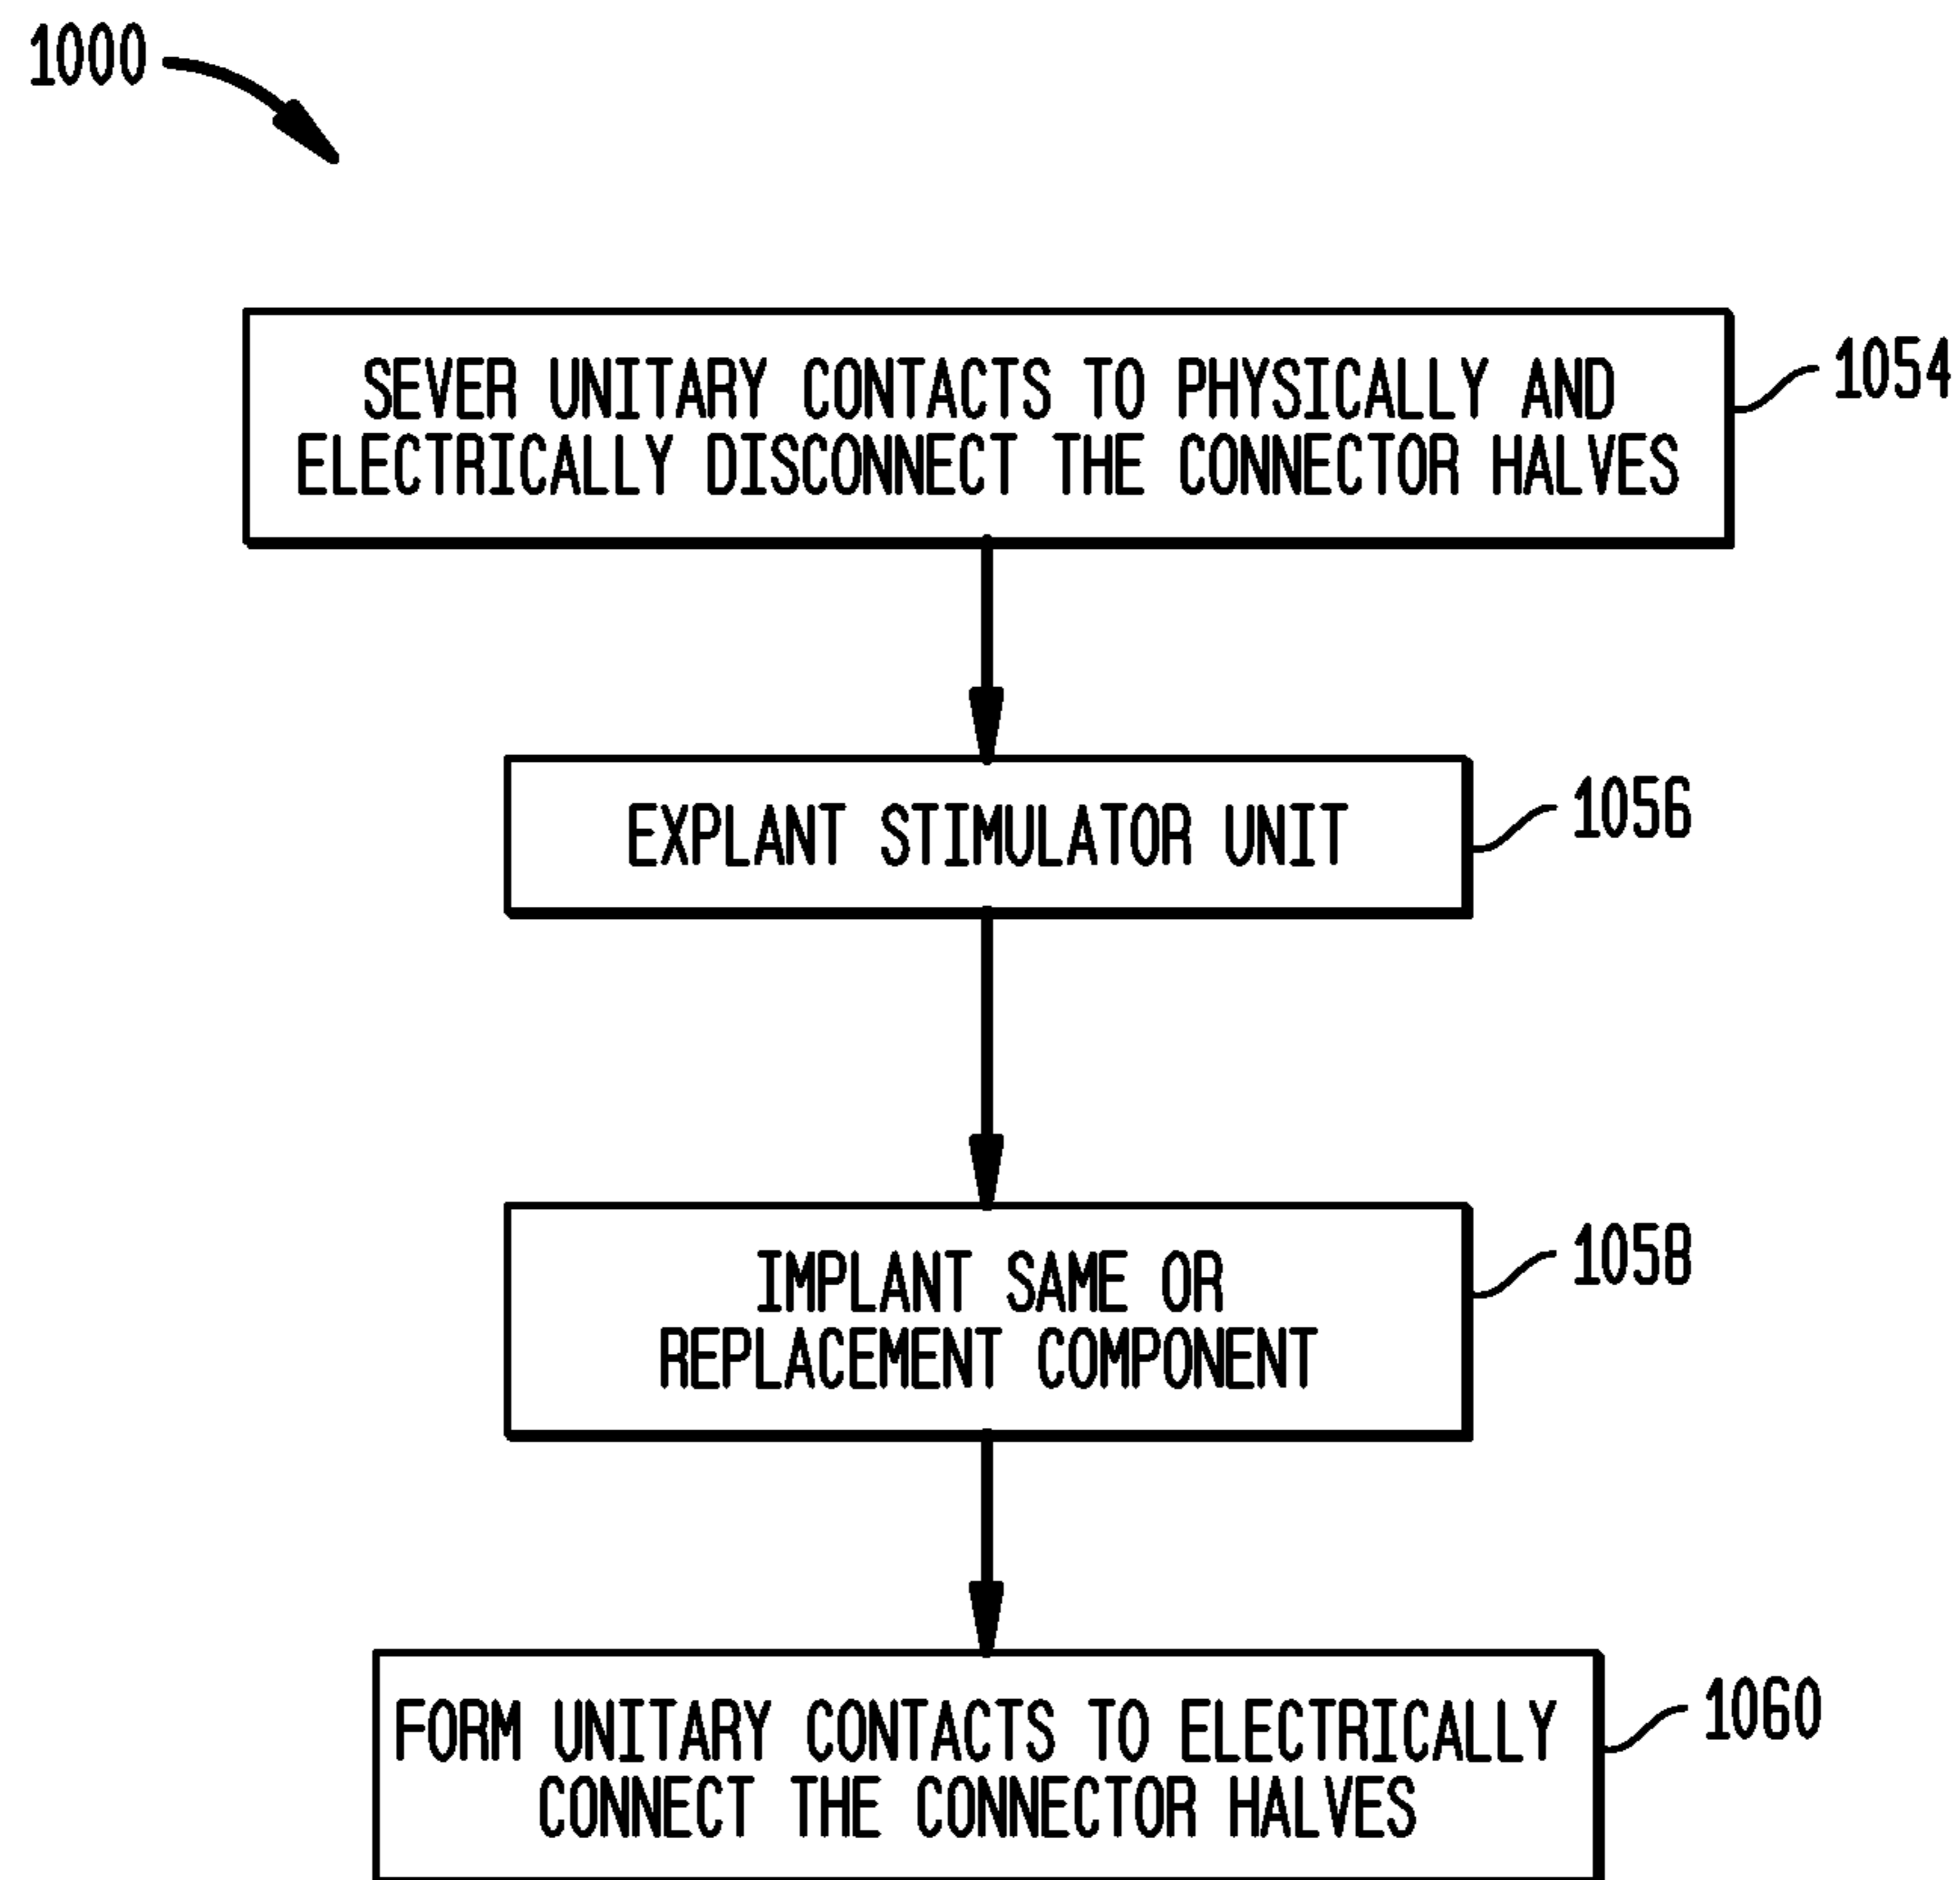 1000
SEVER UNITARY CONTACTS TO PHYSICALLY AND
ELECTRICALLY DISCONNECT THE CONNECTOR HALVES
1054
EXPLANT STIMULATOR UNIT
1056
IMPLANT SAME OR
REPLACEMENT COMPONENT
1058
FORM UNITARY CONTACTS TO ELECTRICALLY
CONNECT THE CONNECTOR HALVES
1060